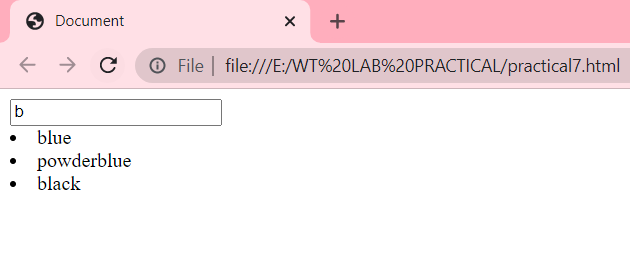 Document
File | file:///E:/WT%20LAB%20PRACTICAL/practical7.html
b
• blue
• powderblue
• black